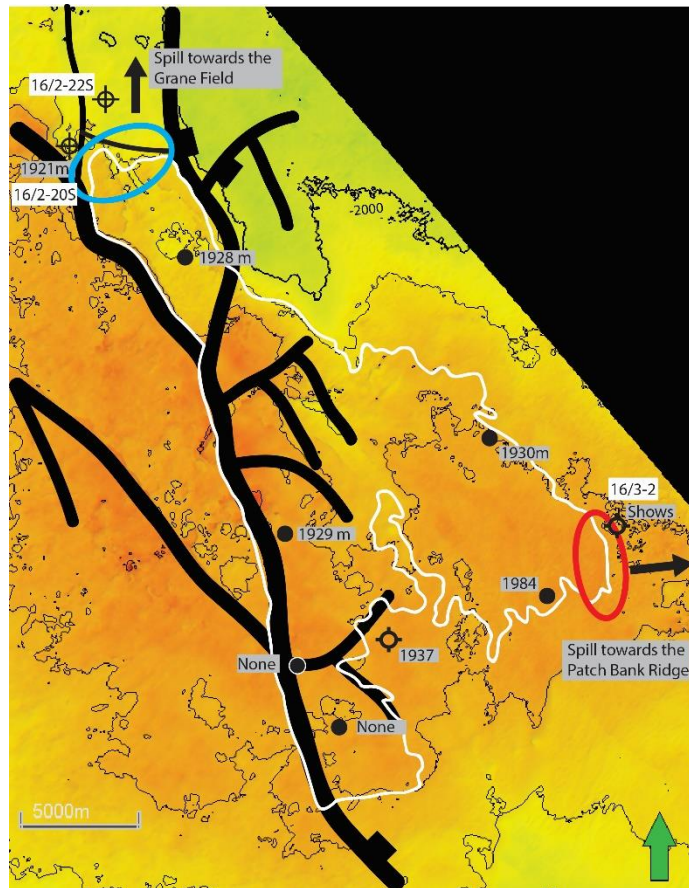 Spill towards the
Grane Field
16/2-22S
1921m
16/2-20S
-2000
1928 m
1930m
16/3-2
Shows
1929 m
1984
1937
Spill towards the
Patch Bank Ridge
None
None
5000m